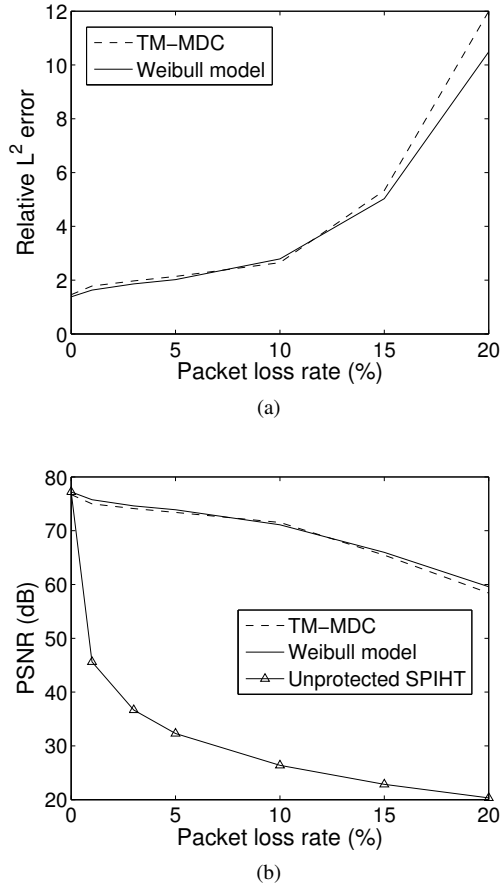 12
10
8
6
4
2
0
Relative L² error
TM−MDC
Weibull model
0 5 10 15 20
Packet loss rate (%)
(a)
80
70
60
50
40
30
20
PSNR (dB)
TM−MDC
Weibull model
Unprotected SPIHT
0 5 10 15 20
Packet loss rate (%)
(b)